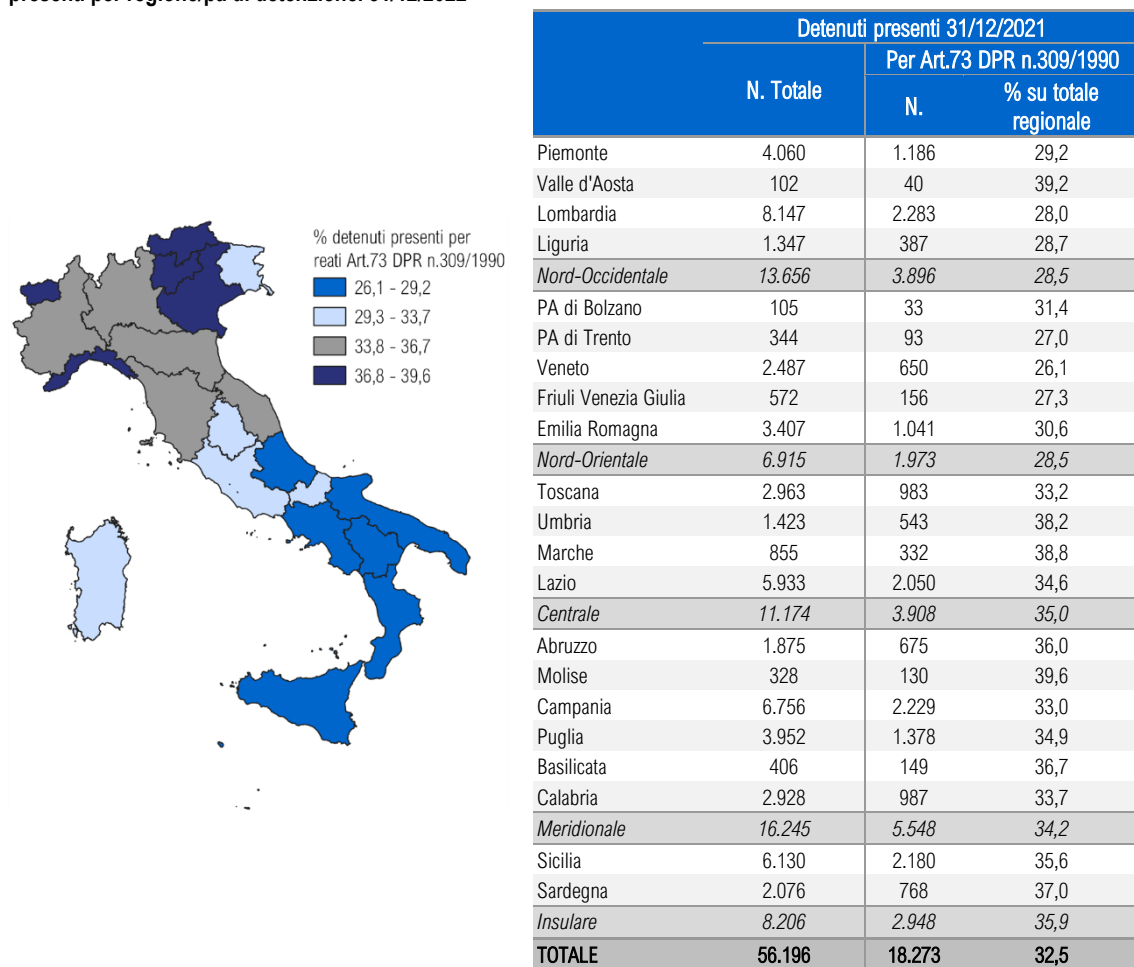 presenti per regione/pa di detenzione. 31/12/2022
Detenuti presenti 31/12/2021
Per Art.73 DPR n.309/1990
N. Totale
N.
% su totale
regionale
% detenuti presenti per
reati Art.73 DPR n.309/1990
26,1 - 29,2
29,3 - 33,7
33,8 - 36,7
36,8 - 39,6
Piemonte 4.060 1.186 29,2
Valle d'Aosta 102 40 39,2
Lombardia 8.147 2.283 28,0
Liguria 1.347 387 28,7
Nord-Occidentale 13.656 3.896 28,5
PA di Bolzano 105 33 31,4
PA di Trento 344 93 27,0
Veneto 2.487 650 26,1
Friuli Venezia Giulia 572 156 27,3
Emilia Romagna 3.407 1.041 30,6
Nord-Orientale 6.915 1.973 28,5
Toscana 2.963 983 33,2
Umbria 1.423 543 38,2
Marche 855 332 38,8
Lazio 5.933 2.050 34,6
Centrale 11.174 3.908 35,0
Abruzzo 1.875 675 36,0
Molise 328 130 39,6
Campania 6.756 2.229 33,0
Puglia 3.952 1.378 34,9
Basilicata 406 149 36,7
Calabria 2.928 987 33,7
Meridionale 16.245 5.548 34,2
Sicilia 6.130 2.180 35,6
Sardegna 2.076 768 37,0
Insulare 8.206 2.948 35,9
TOTALE 56.196 18.273 32,5